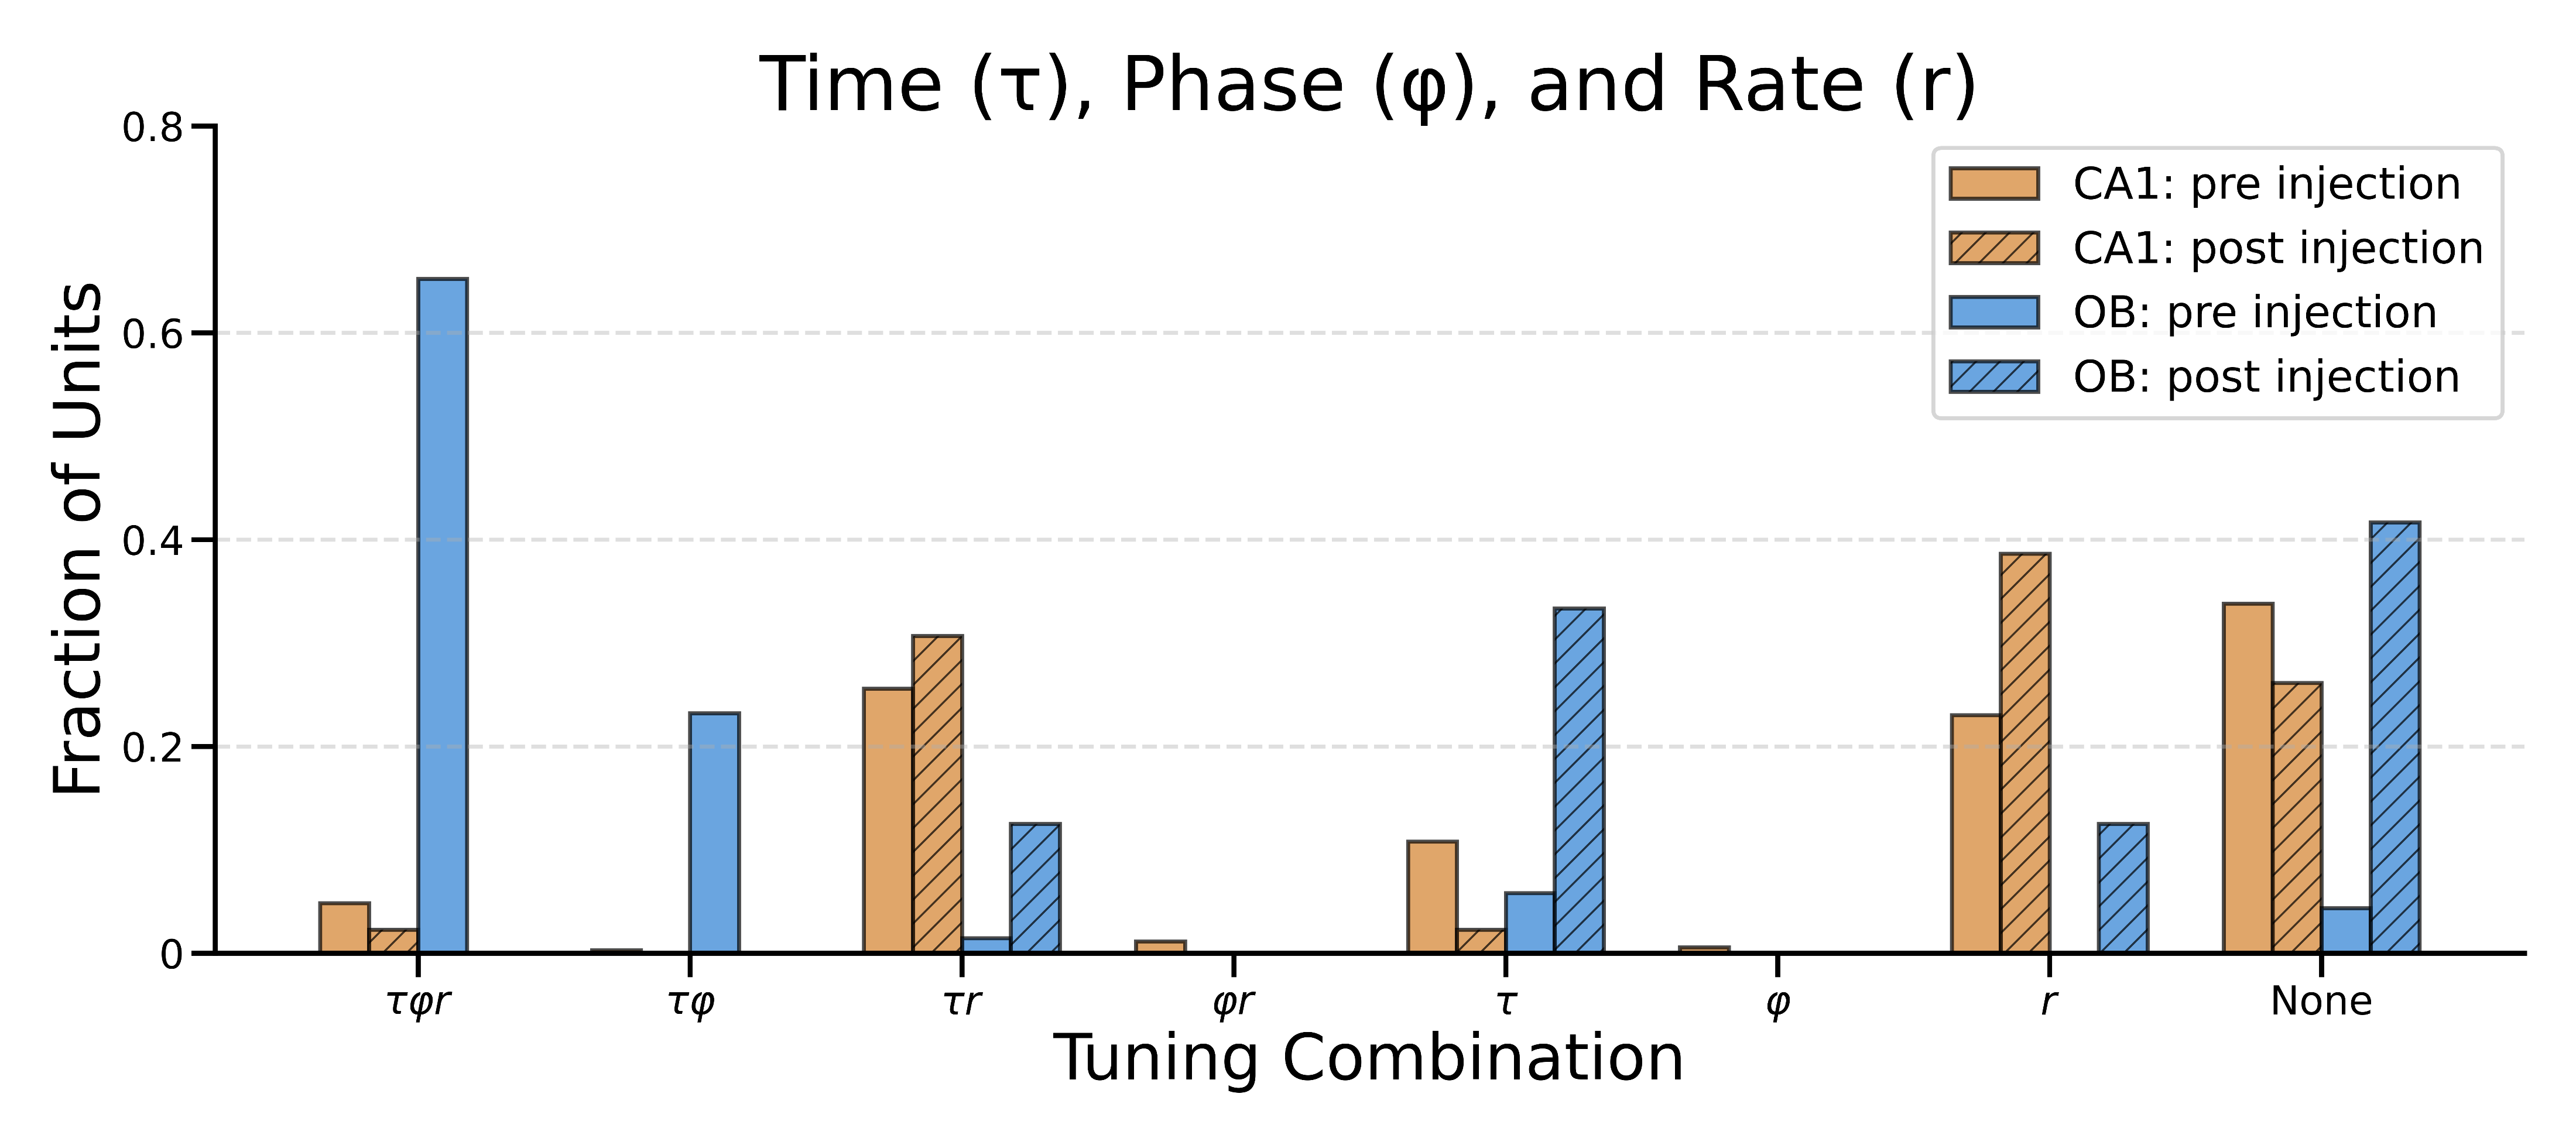 Time (τ), Phase (φ), and Rate (r)
CA1: pre injection
CA1: post injection
OB: pre injection
OB: post injection
Fraction of Units
0.8
0.6
0.4
0.2
0
τφr τφ τr φr τ φ r None
Tuning Combination